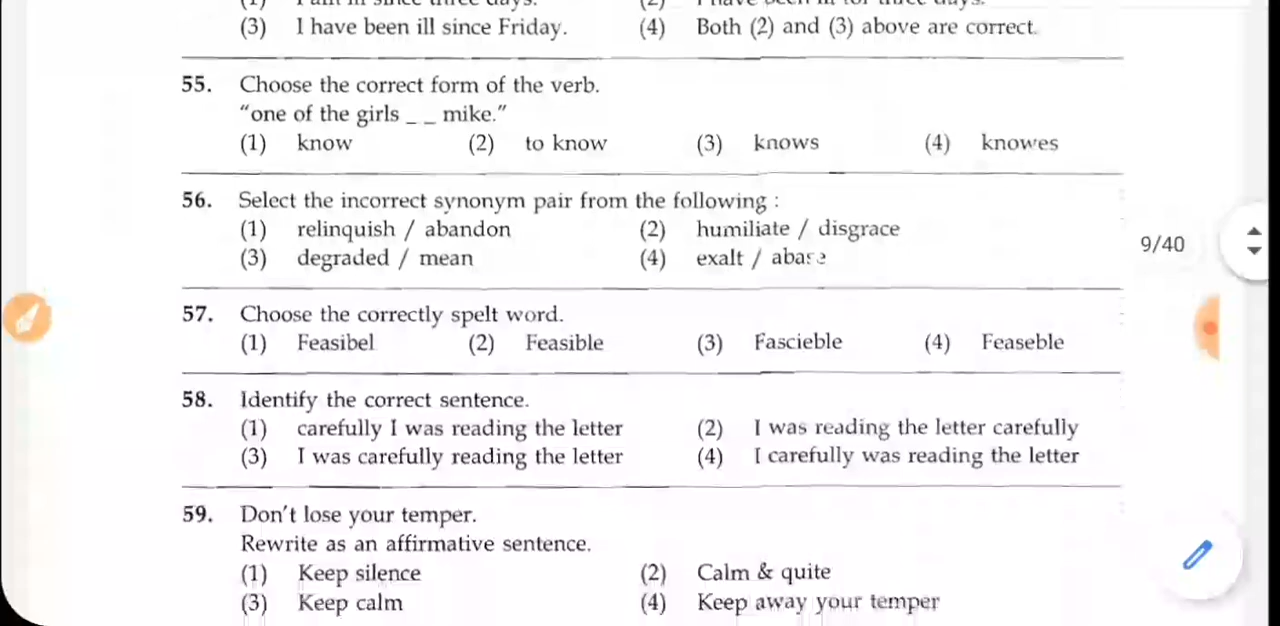 (3) I have been ill since Friday. (4) Both (2) and (3) above are correct.
55. Choose the correct form of the verb.
“one of the girls _ _ mike.”
(1) know (2) to know (3) knows (4) knowes
56. Select the incorrect synonym pair from the following :
(1) relinquish / abandon (2) humiliate / disgrace
(3) degraded / mean (4) exalt / abase
9/40
57. Choose the correctly spelt word.
(1) Feasibel (2) Feasible (3) Fascieble (4) Feaseble
58. Identify the correct sentence.
(1) carefully I was reading the letter (2) I was reading the letter carefully
(3) I was carefully reading the letter (4) I carefully was reading the letter
59. Don’t lose your temper.
Rewrite as an affirmative sentence.
(1) Keep silence (2) Calm & quite
(3) Keep calm (4) Keep away your temper